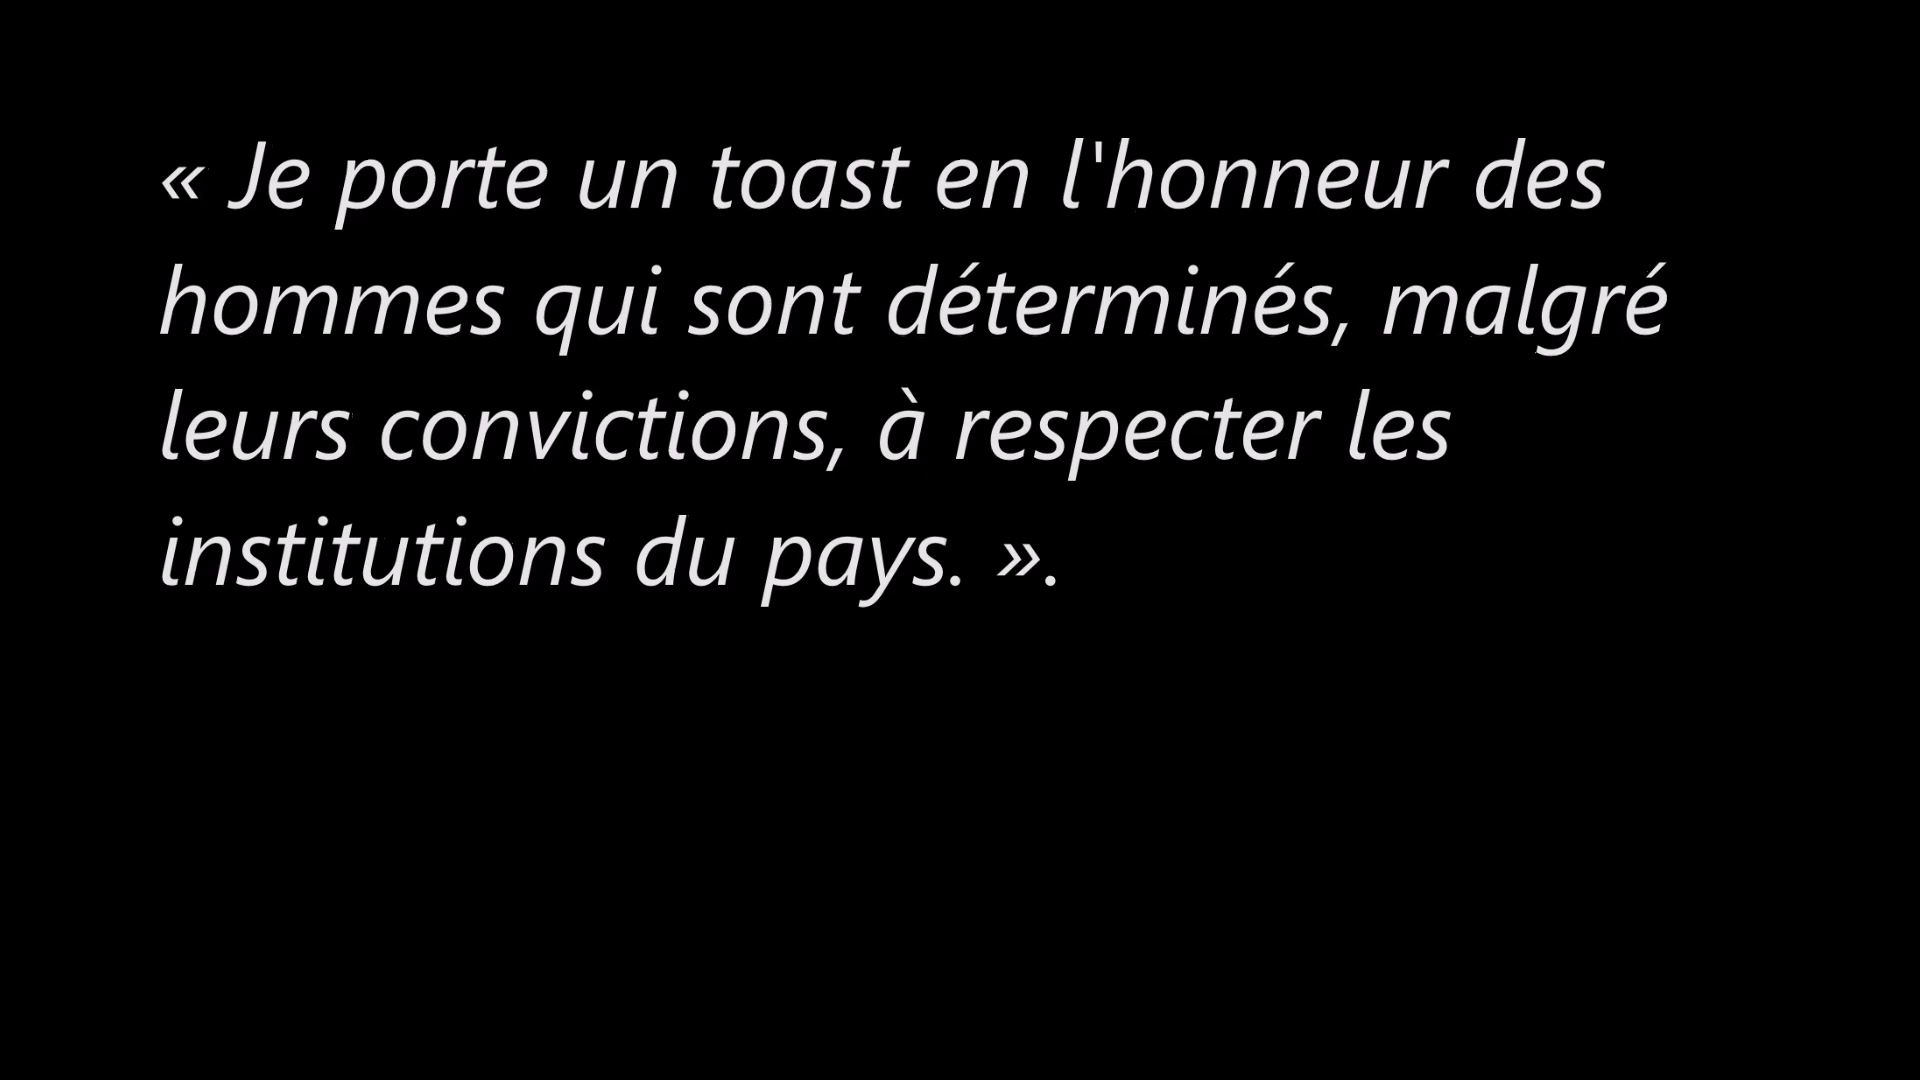 « Je porte un toast en l'honneur des
hommes qui sont déterminés, malgré
leurs convictions, à respecter les
institutions du pays. ».